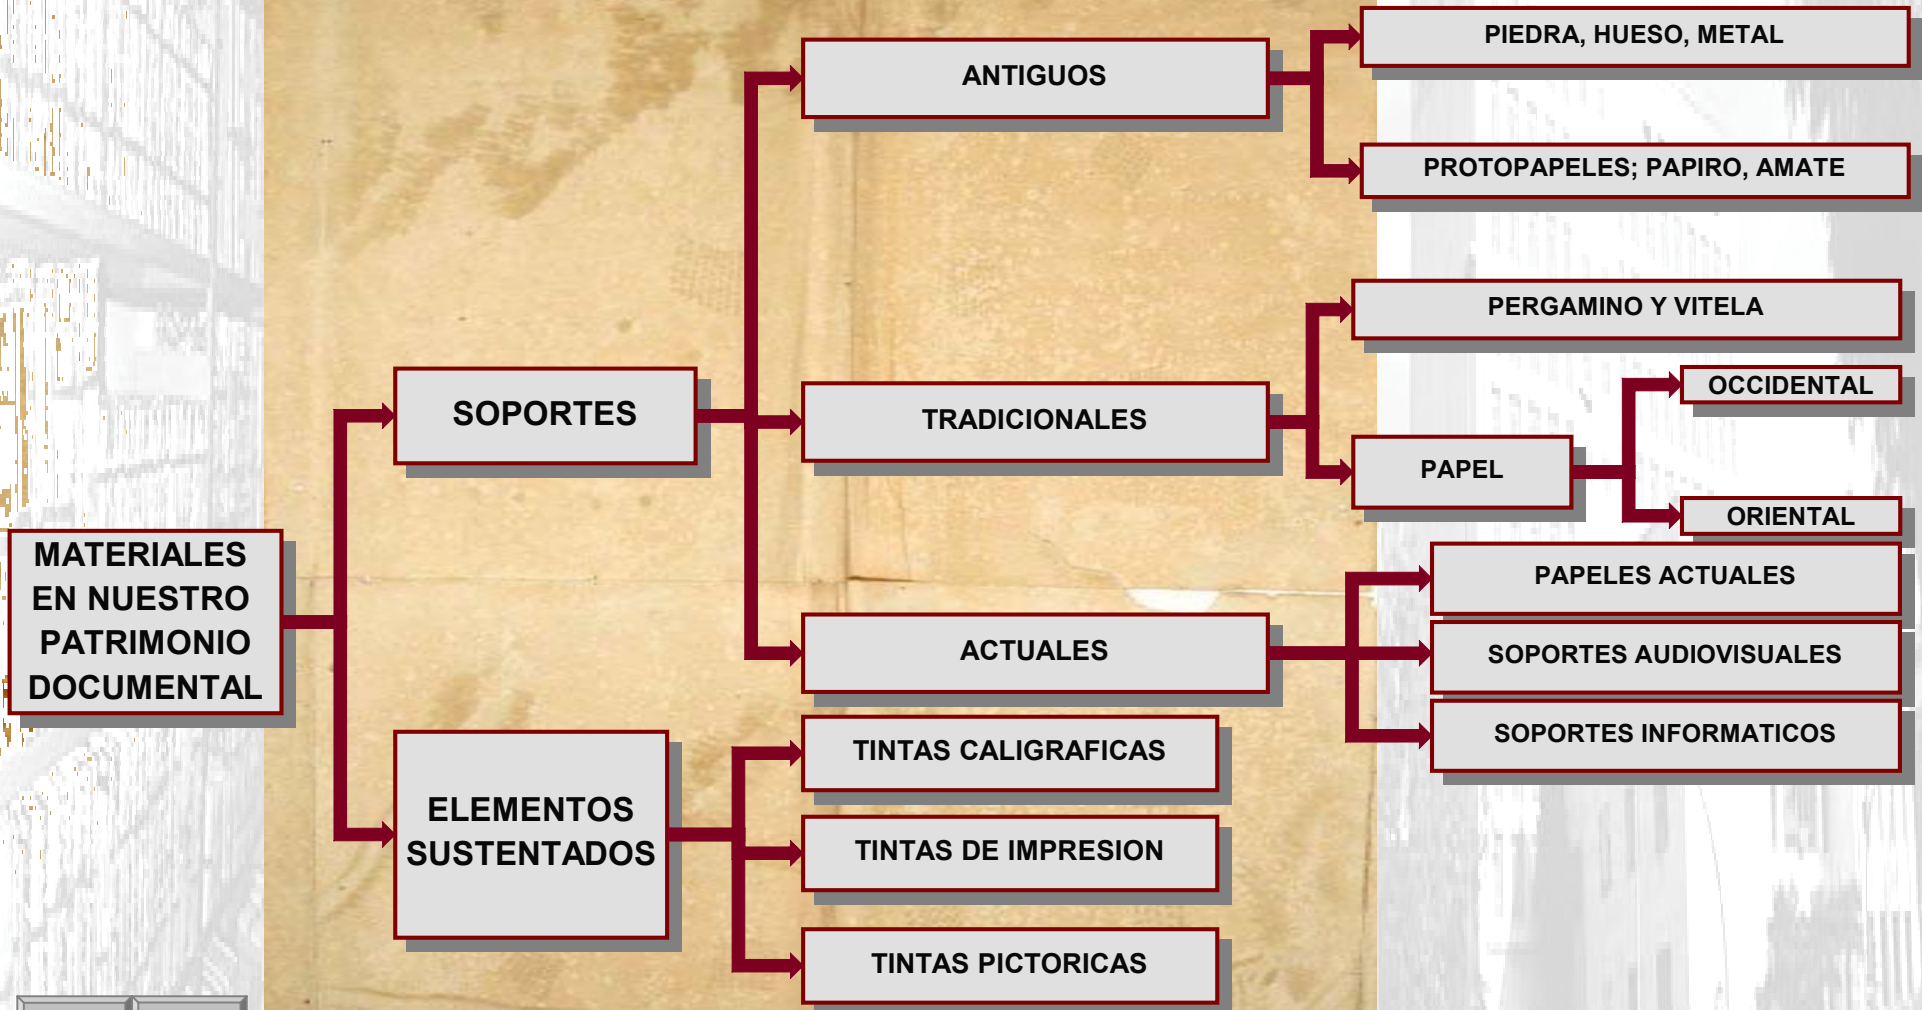 MATERIALES
EN NUESTRO
PATRIMONIO
DOCUMENTAL
SOPORTES
ANTIGUOS
PIEDRA, HUESO, METAL
PROTOPAPELES; PAPIRO, AMATE
TRADICIONALES
PERGAMINO Y VITELA
PAPEL
OCCIDENTAL
ORIENTAL
ACTUALES
PAPELES ACTUALES
SOPORTES AUDIOVISUALES
SOPORTES INFORMATICOS
ELEMENTOS
SUSTENTADOS
TINTAS CALIGRAFICAS
TINTAS DE IMPRESION
TINTAS PICTORICAS